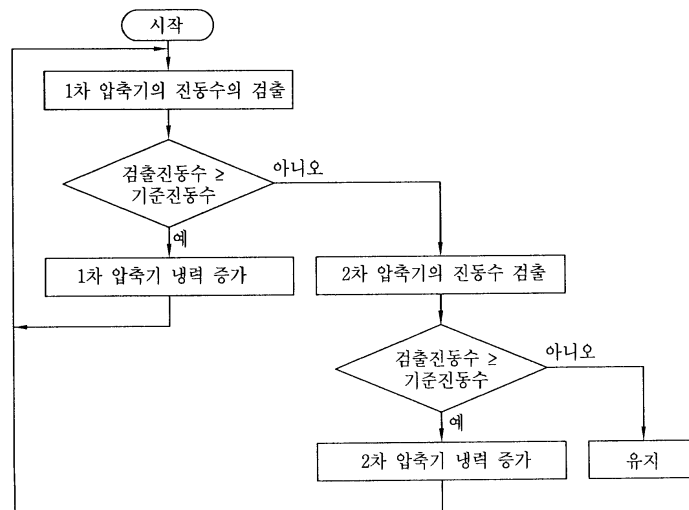 시작
1차 압축기의 진동수의 검출
검출진동수 ≥
기준진동수
아니오
예
1차 압축기 냉력 증가
2차 압축기의 진동수 검출
검출진동수 ≥
기준진동수
아니오
예
2차 압축기 냉력 증가
유지